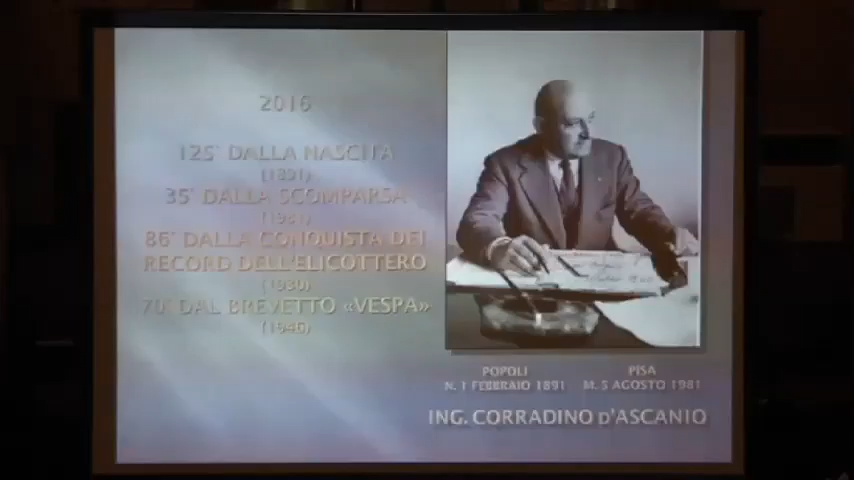 2016
125° DALLA NASCITA
(1891)
35° DALLA SCOMPARSA
(1981)
86° DALLA CONQUISTA DEI
RECORD DELL'ELICOTTERO
(1930)
70° DAL BREVETTO «VESPA»
(1946)
POPOLI
N. 1 FEBBRAIO 1891
PISA
M. 5 AGOSTO 1981
ING. CORRADINO D'ASCANIO